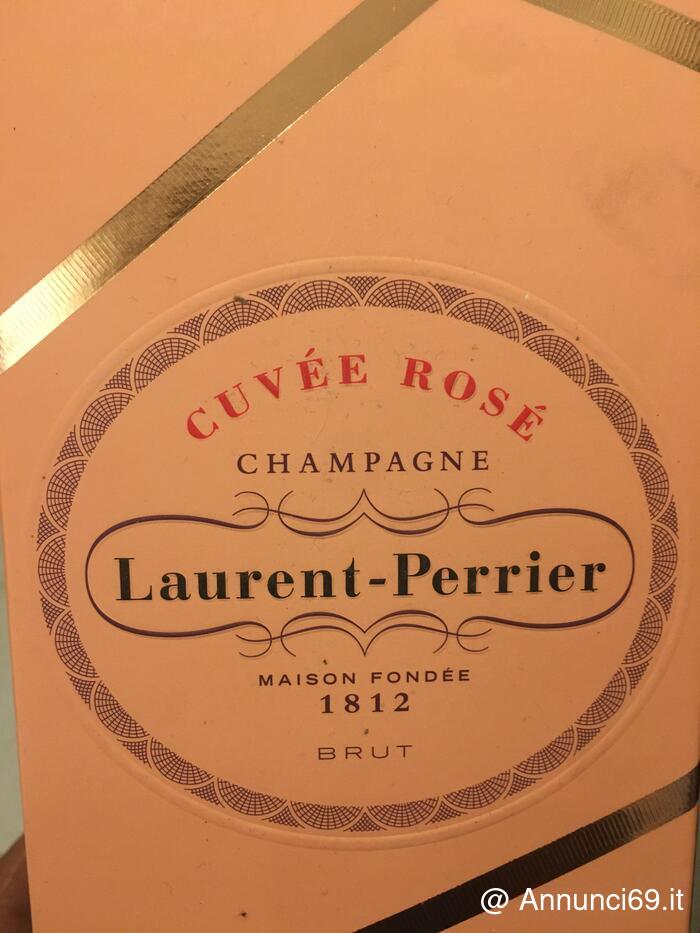 CUVÉE ROSÉ
CHAMPAGNE
Laurent-Perrier
MAISON FONDÉE
1812
BRUT
@ Annunci69.it